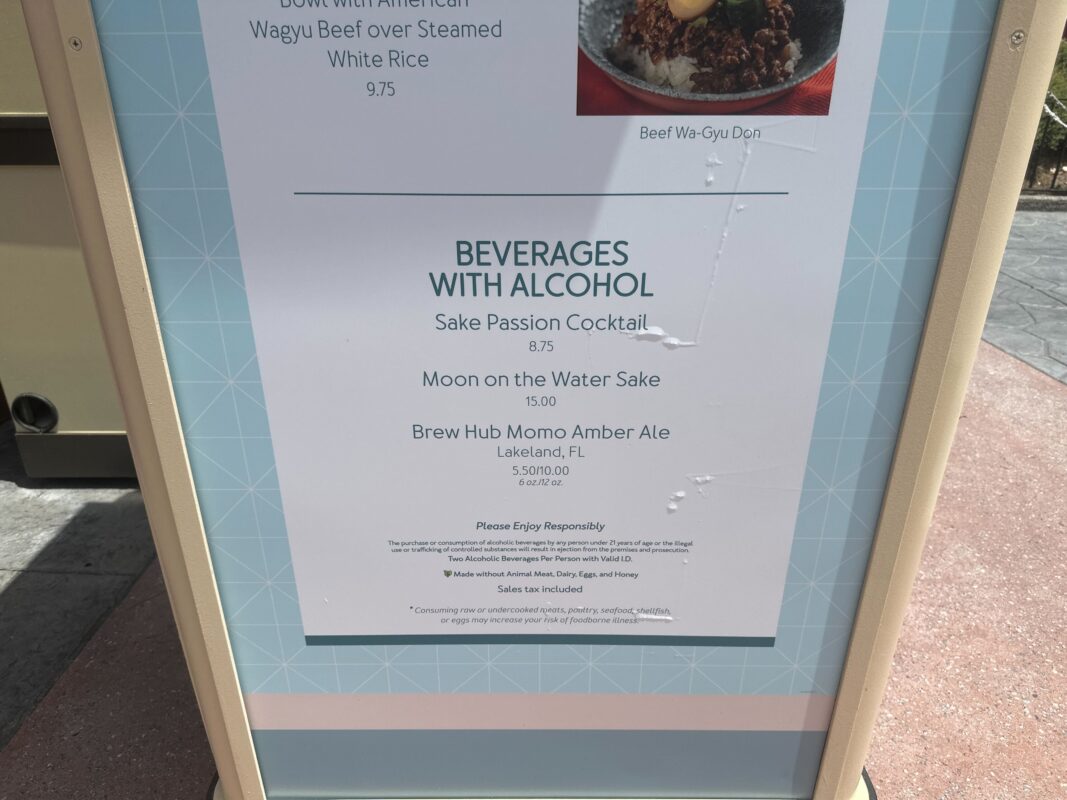 Bowl with American
Wagyu Beef over Steamed
White Rice
9.75
Beef Wa-Gyu Don
BEVERAGES
WITH ALCOHOL
Sake Passion Cocktail
8.75
Moon on the Water Sake
15.00
Brew Hub Momo Amber Ale
Lakeland, FL
5.50/10.00
6 oz./12 oz.
Please Enjoy Responsibly
The purchase or consumption of alcoholic beverages by any person under 21 years of age or the illegal
use or trafficking of controlled substances will result in ejection from the premises and prosecution.
Two Alcoholic Beverages Per Person with Valid I.D.
Made without Animal Meat, Dairy, Eggs, and Honey
Sales tax included
* Consuming raw or undercooked meats, poultry, seafood, shellfish,
or eggs may increase your risk of foodborne illness.